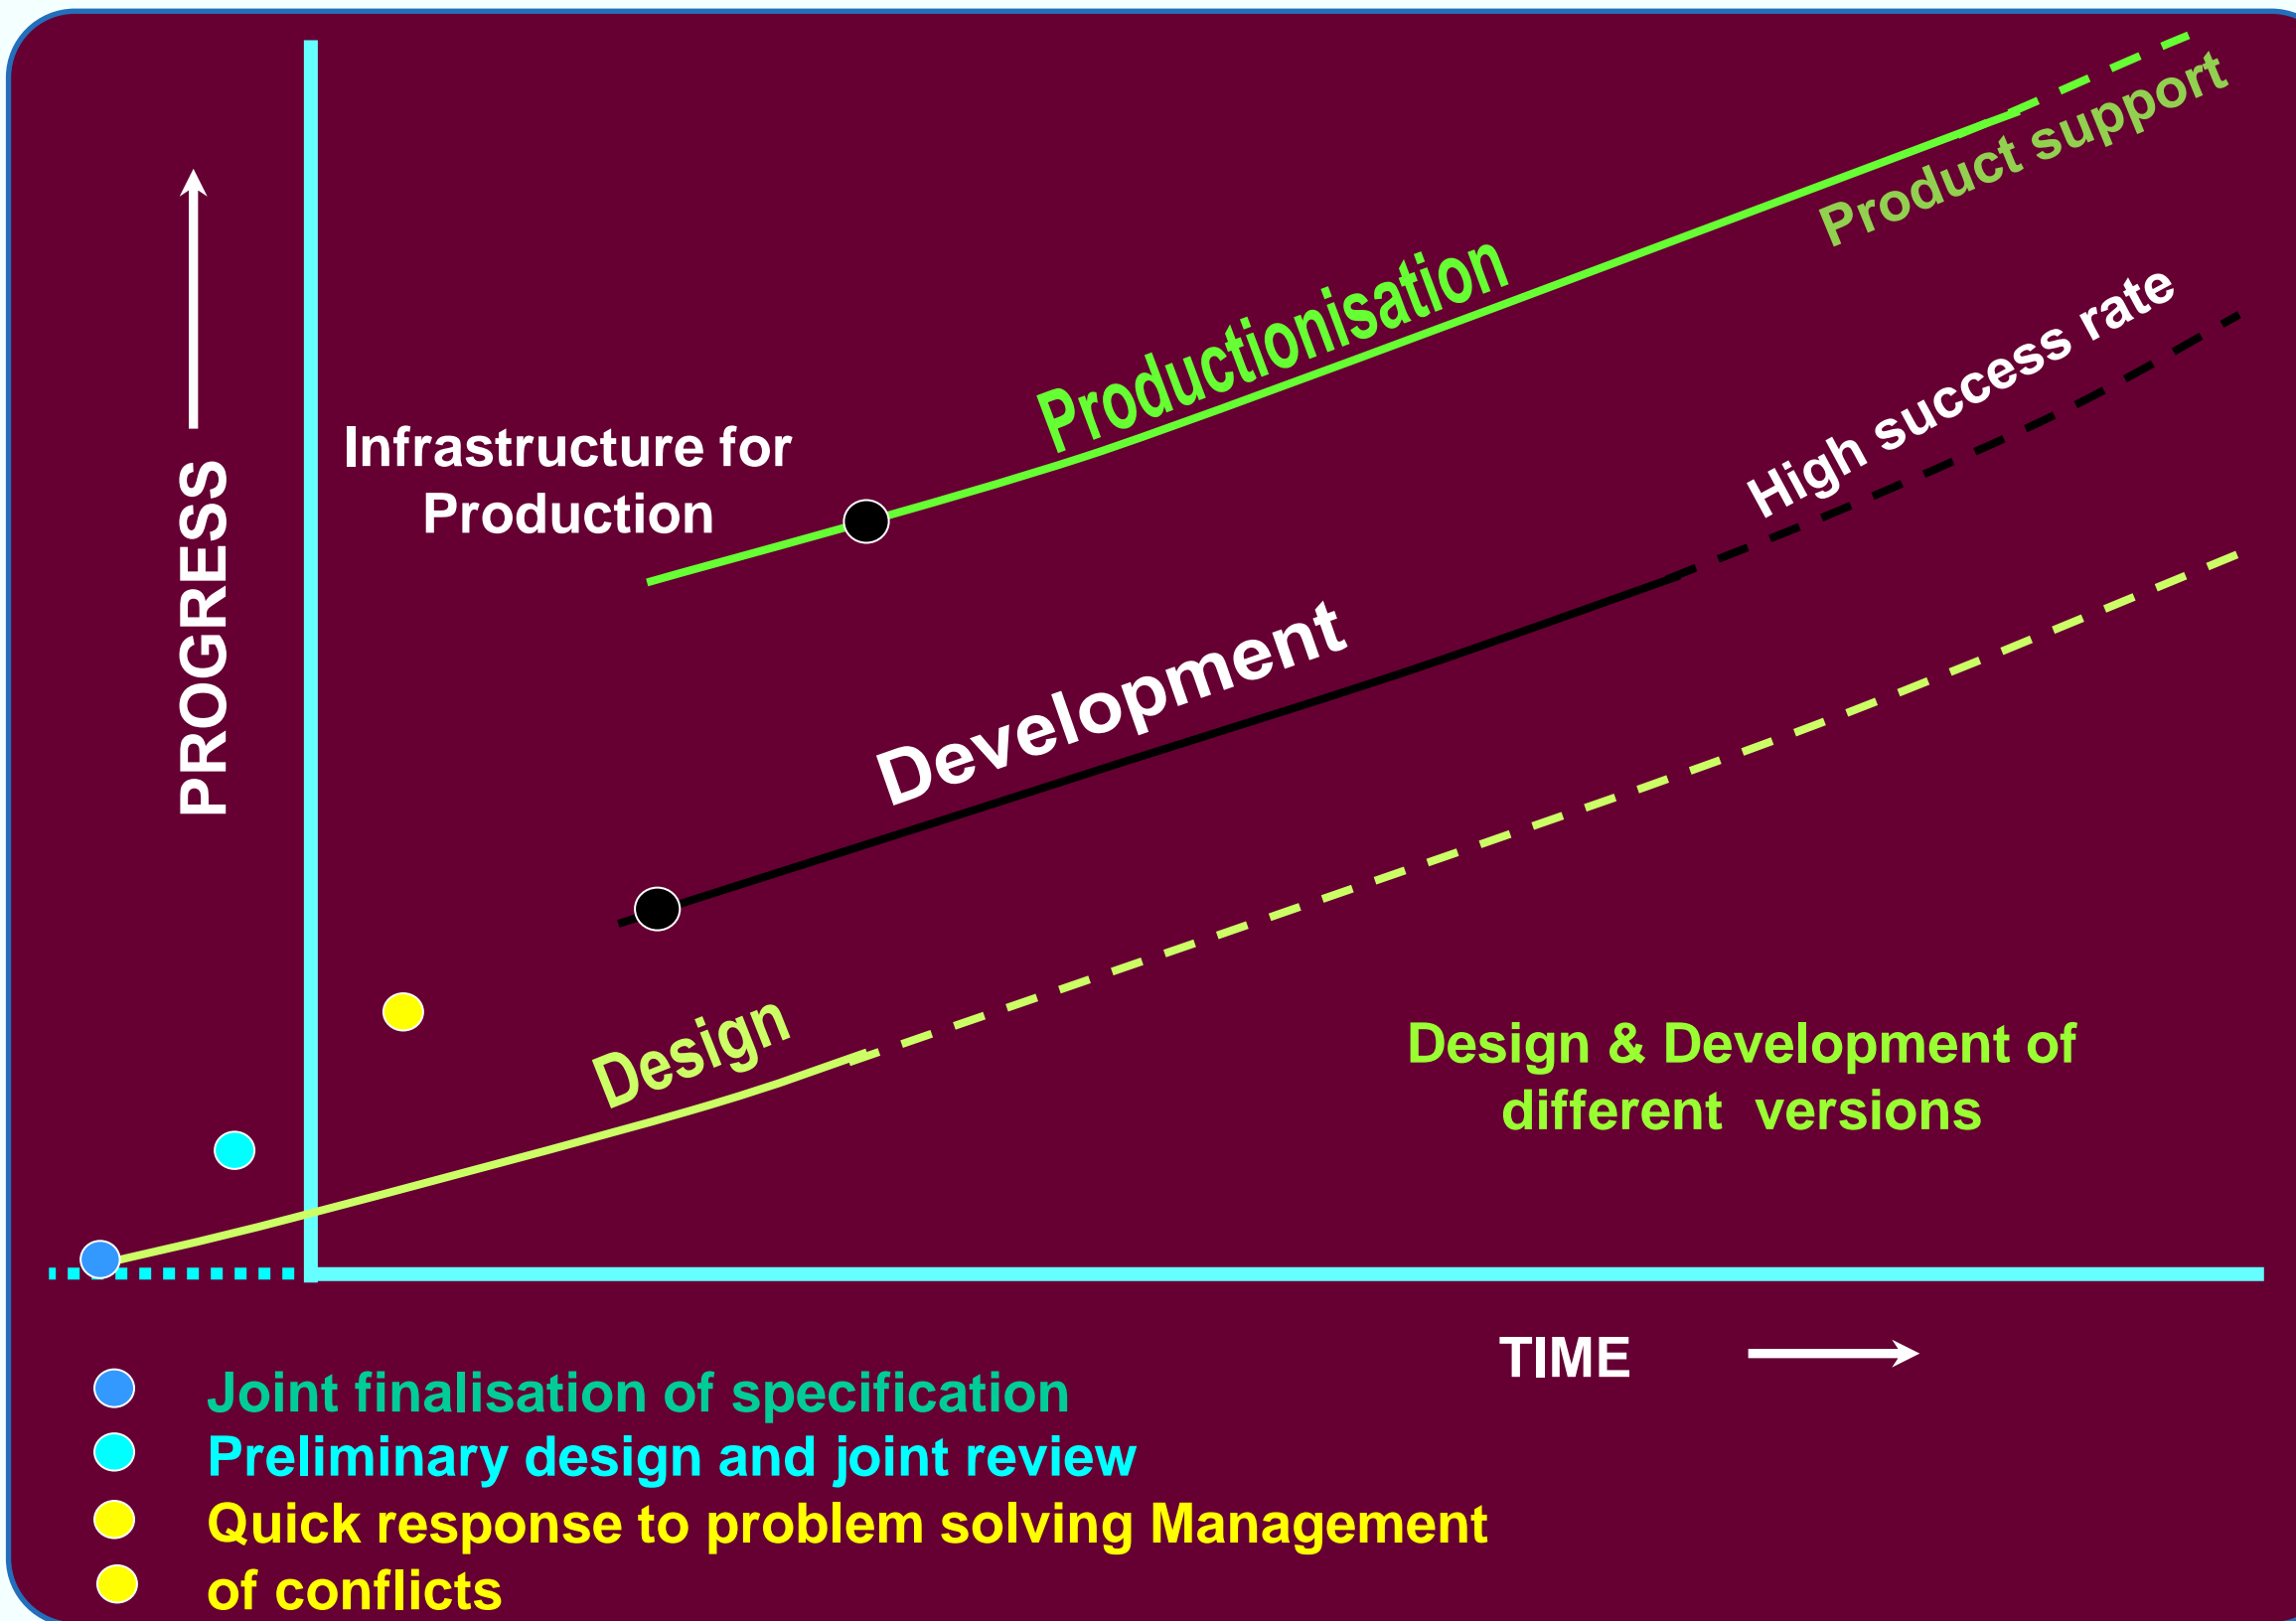 Product support
Productionisation
High success rate
Infrastructure for
Production
PROGRESS
Development
Design
Design & Development of
different versions
TIME
Joint finalisation of specification
Preliminary design and joint review
Quick response to problem solving Management
of conflicts